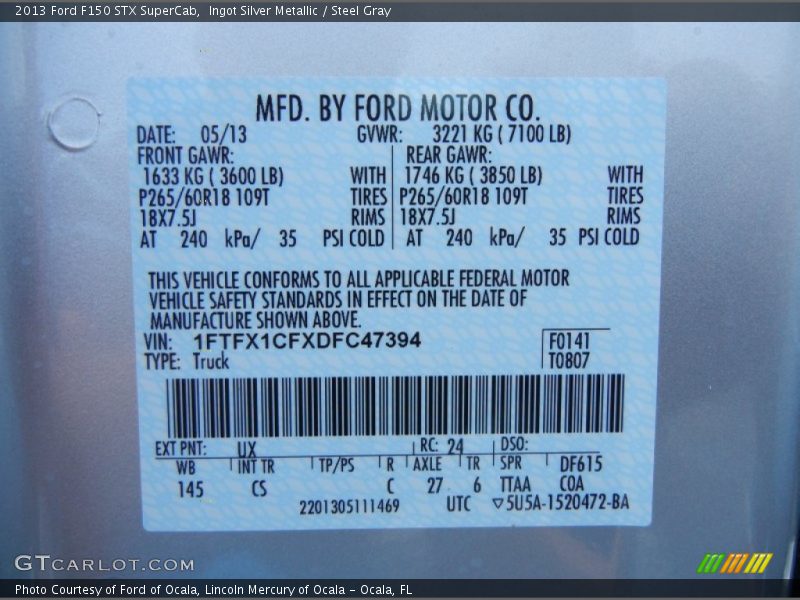 2013 Ford F150 STX SuperCab,  Ingot Silver Metallic / Steel Gray
MFD. BY FORD MOTOR CO.
DATE: 05/13 GVWR: 3221 KG ( 7100 LB)
FRONT GAWR: REAR GAWR:
1633 KG ( 3600 LB) WITH 1746 KG ( 3850 LB) WITH
P265/60R18 109T TIRES P265/60R18 109T TIRES
18X7.5J RIMS 18X7.5J RIMS
AT 240 kPa/ 35 PSI COLD AT 240 kPa/ 35 PSI COLD
THIS VEHICLE CONFORMS TO ALL APPLICABLE FEDERAL MOTOR
VEHICLE SAFETY STANDARDS IN EFFECT ON THE DATE OF
MANUFACTURE SHOWN ABOVE.
VIN: 1FTFX1CFXDFC47394 F0141
TYPE: Truck T0807
EXT PNT: UX RC: 24 DSO:
WB INT TR TP/PS R AXLE TR SPR DF615
145 CS C 27 6 TTAA COA
2201305111469 UTC ▽5U5A-1520472-BA
GTCARLOT.COM
Photo Courtesy of Ford of Ocala, Lincoln Mercury of Ocala - Ocala, FL